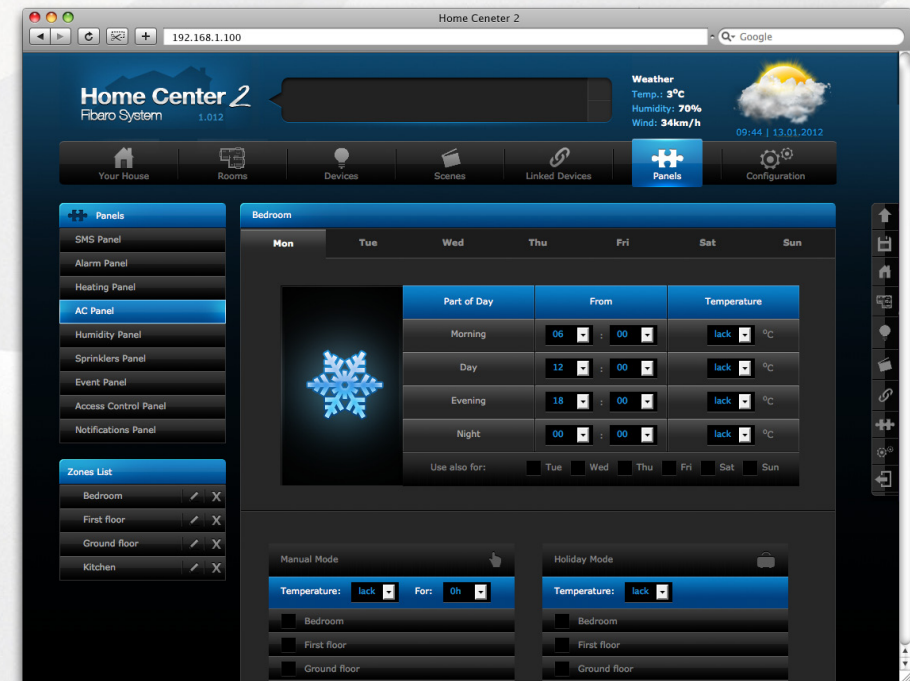 Home Ceneter 2
192.168.1.100
Google
Home Center 2
Fibaro System 1.012
Weather
Temp.: 3°C
Humidity: 70%
Wind: 34km/h
09:44 | 13.01.2012
Your House Rooms Devices Scenes Linked Devices Panels Configuration
Panels
SMS Panel
Alarm Panel
Heating Panel
AC Panel
Humidity Panel
Sprinklers Panel
Event Panel
Access Control Panel
Notifications Panel
Zones List
Bedroom X
First floor X
Ground floor X
Kitchen X
Bedroom
Mon Tue Wed Thu Fri Sat Sun
Part of Day From Temperature
Morning 06 : 00 lack °C
Day 12 : 00 lack °C
Evening 18 : 00 lack °C
Night 00 : 00 lack °C
Use also for: Tue Wed Thu Fri Sat Sun
Manual Mode
Temperature: lack For: 0h
Bedroom
First floor
Ground floor
Holiday Mode
Temperature: lack
Bedroom
First floor
Ground floor